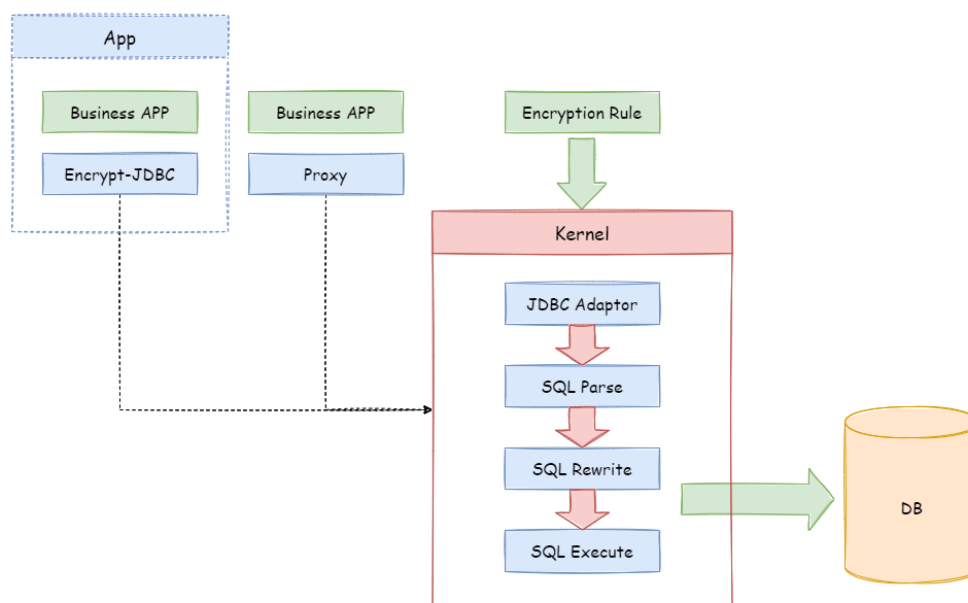 App
Business APP
Business APP
Encryption Rule
Encrypt-JDBC
Proxy
Kernel
JDBC Adaptor
SQL Parse
SQL Rewrite
DB
SQL Execute